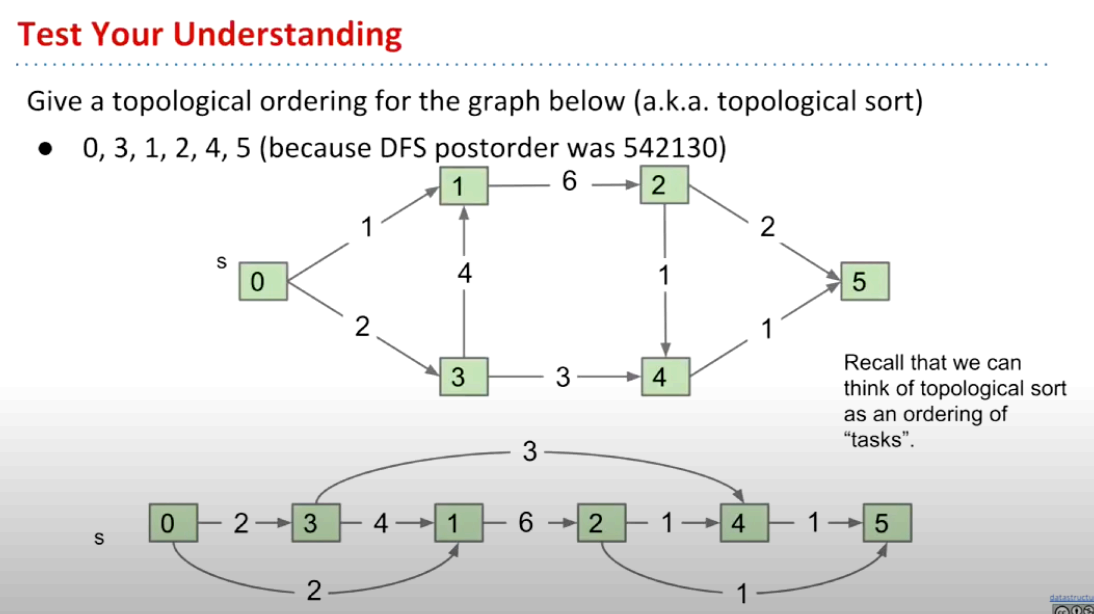 Test Your Understanding
Give a topological ordering for the graph below (a.k.a. topological sort)
● 0, 3, 1, 2, 4, 5 (because DFS postorder was 542130)
1 6 2
1 2
s
0 4 1 5
2 1
3 3 4
Recall that we can
think of topological sort
as an ordering of
“tasks”.
3
0 2 3 4 1 6 2 1 4 1 5
s
2 1